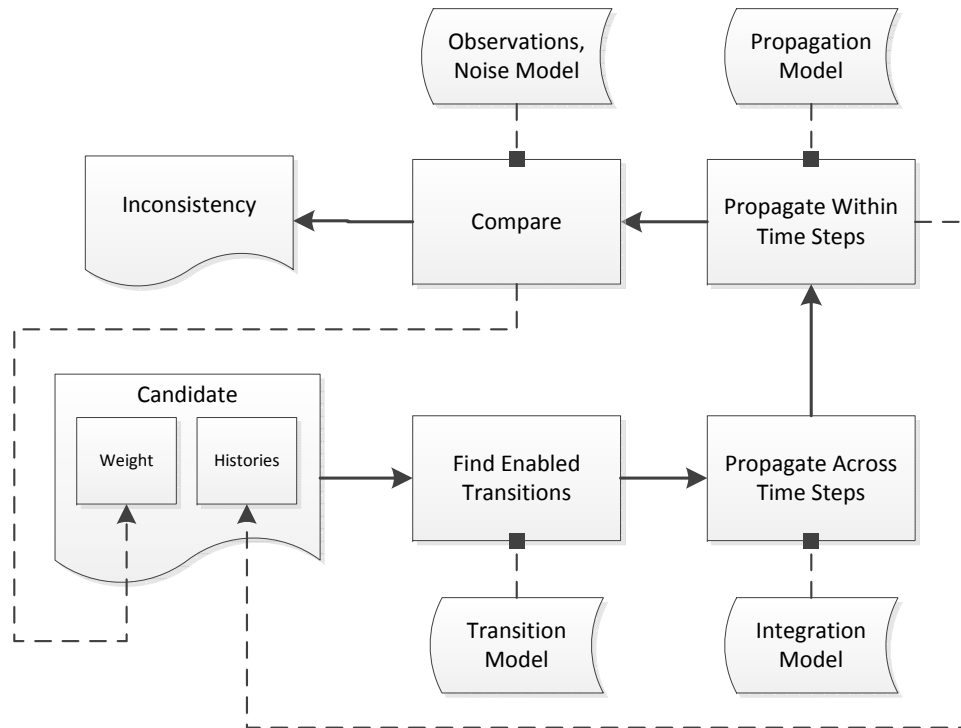 Observations,
Noise Model
Propagation
Model
Inconsistency
Compare
Propagate Within
Time Steps
Candidate
Weight
Histories
Find Enabled
Transitions
Propagate Across
Time Steps
Transition
Model
Integration
Model